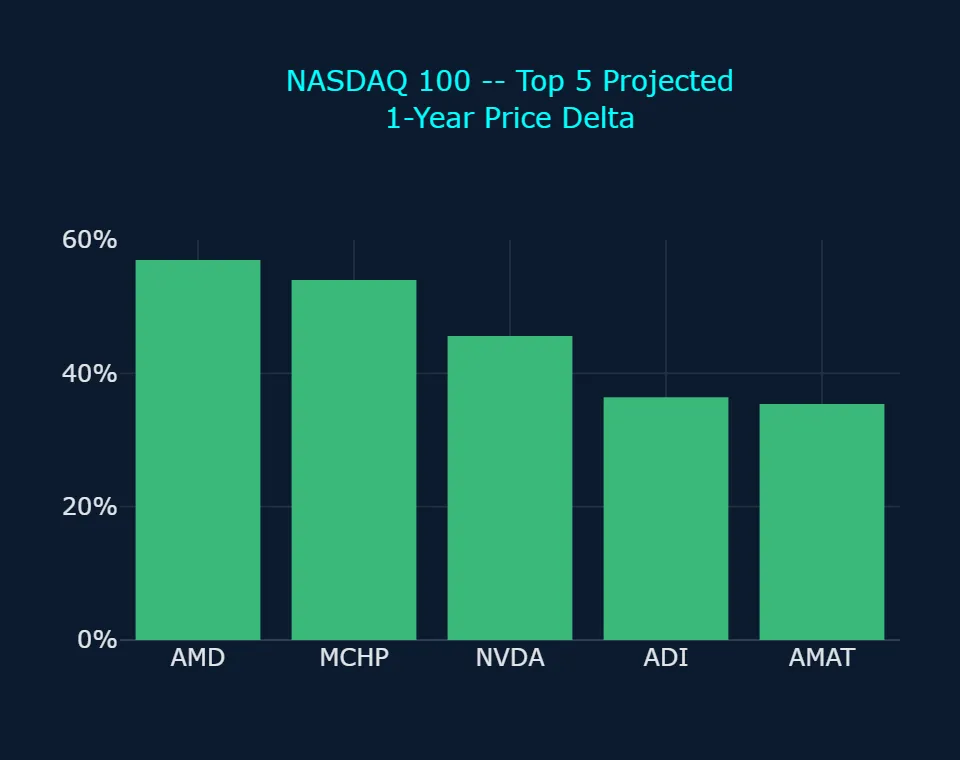 NASDAQ 100 -- Top 5 Projected
1-Year Price Delta
60%
40%
20%
0%
AMD MCHP NVDA ADI AMAT